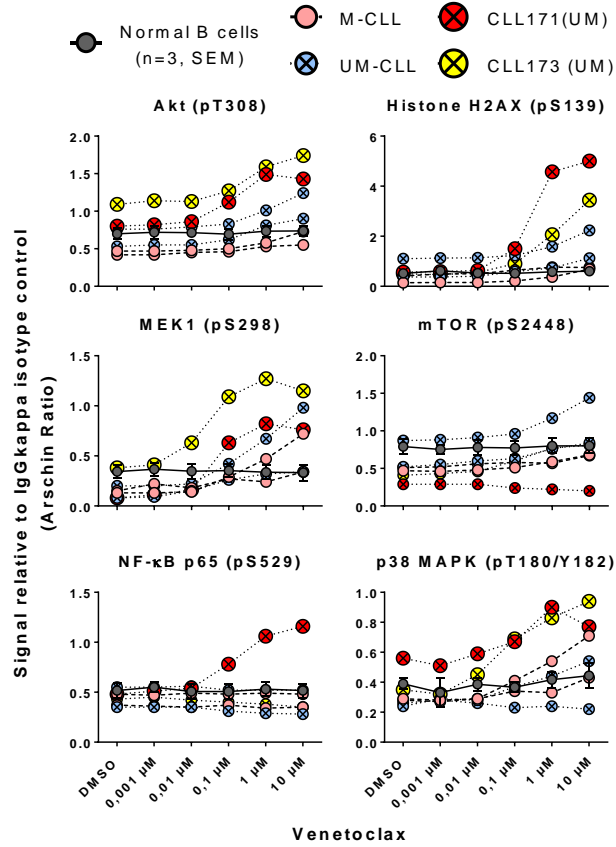 Normal B cells
(n=3, SEM)
M-CLL
CLL171(UM)
UM-CLL
CLL173 (UM)
Signal relative to IgGkappa isotype control
(Arschin Ratio)
Akt (pT308)
2.0
1.5
1.0
0.5
0.0
Histone H2AX (pS139)
6
4
2
0
MEK1 (pS298)
1.5
1.0
0.5
0.0
mTOR (pS2448)
2.0
1.5
1.0
0.5
0.0
NF-κB p65 (pS529)
1.5
1.0
0.5
0.0
DMSO
0,001 µM
0,01 µM
0,1 µM
1 µM
10 µM
p38 MAPK (pT180/Y182)
1.0
0.8
0.6
0.4
0.2
0.0
DMSO
0,001 µM
0,01 µM
0,1 µM
1 µM
10 µM
Venetoclax